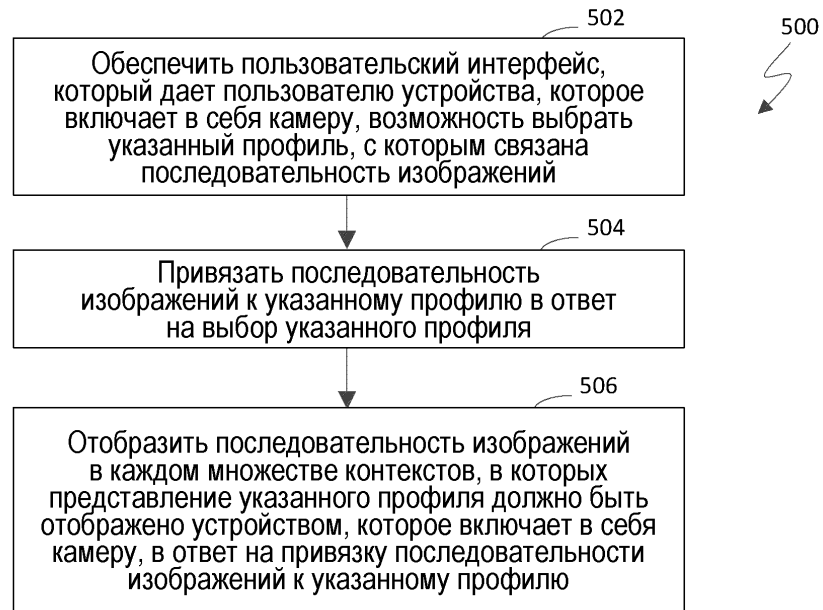 502
500
Обеспечить пользовательский интерфейс,
который дает пользователю устройства, которое
включает в себя камеру, возможность выбрать
указанный профиль, с которым связана
последовательность изображений
504
Привязать последовательность
изображений к указанному профилю в ответ
на выбор указанного профиля
506
Отобразить последовательность изображений
в каждом множестве контекстов, в которых
представление указанного профиля должно быть
отображено устройством, которое включает в себя
камеру, в ответ на привязку последовательности
изображений к указанному профилю